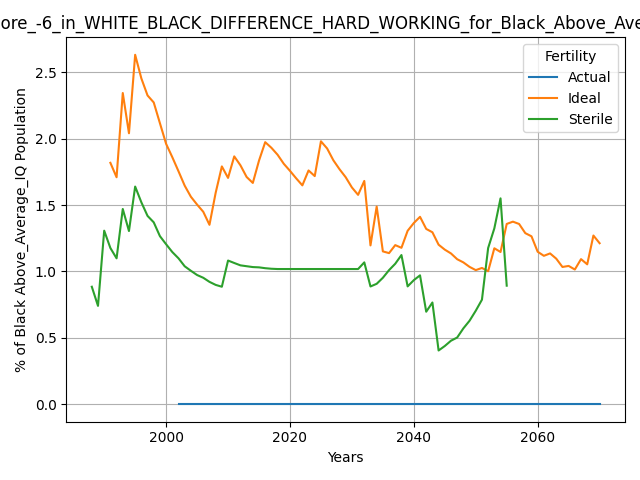 ore_-6_in_WHITE_BLACK_DIFFERENCE_HARD_WORKING_for_Black_Above_Ave
Fertility
Actual
Ideal
Sterile
% of Black Above_Average_IQ Population
2.5
2.0
1.5
1.0
0.5
0.0
2000
2020
2040
2060
Years